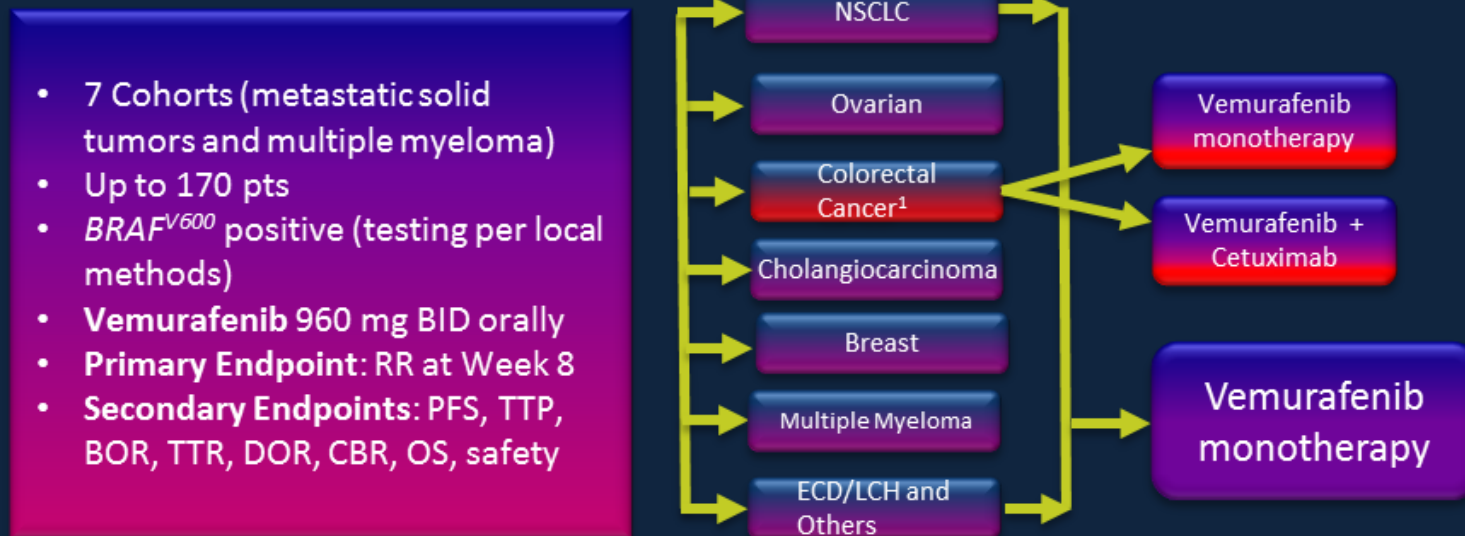 • 7 Cohorts (metastatic solid
tumors and multiple myeloma)
• Up to 170 pts
• BRAF^V600 positive (testing per local
methods)
• Vemurafenib 960 mg BID orally
• Primary Endpoint: RR at Week 8
• Secondary Endpoints: PFS, TTP,
BOR, TTR, DOR, CBR, OS, safety
NSCLC
Ovarian
Colorectal
Cancer¹
Cholangiocarcinoma
Breast
Multiple Myeloma
ECD/LCH and
Others
Vemurafenib
monotherapy
Vemurafenib +
Cetuximab
Vemurafenib
monotherapy